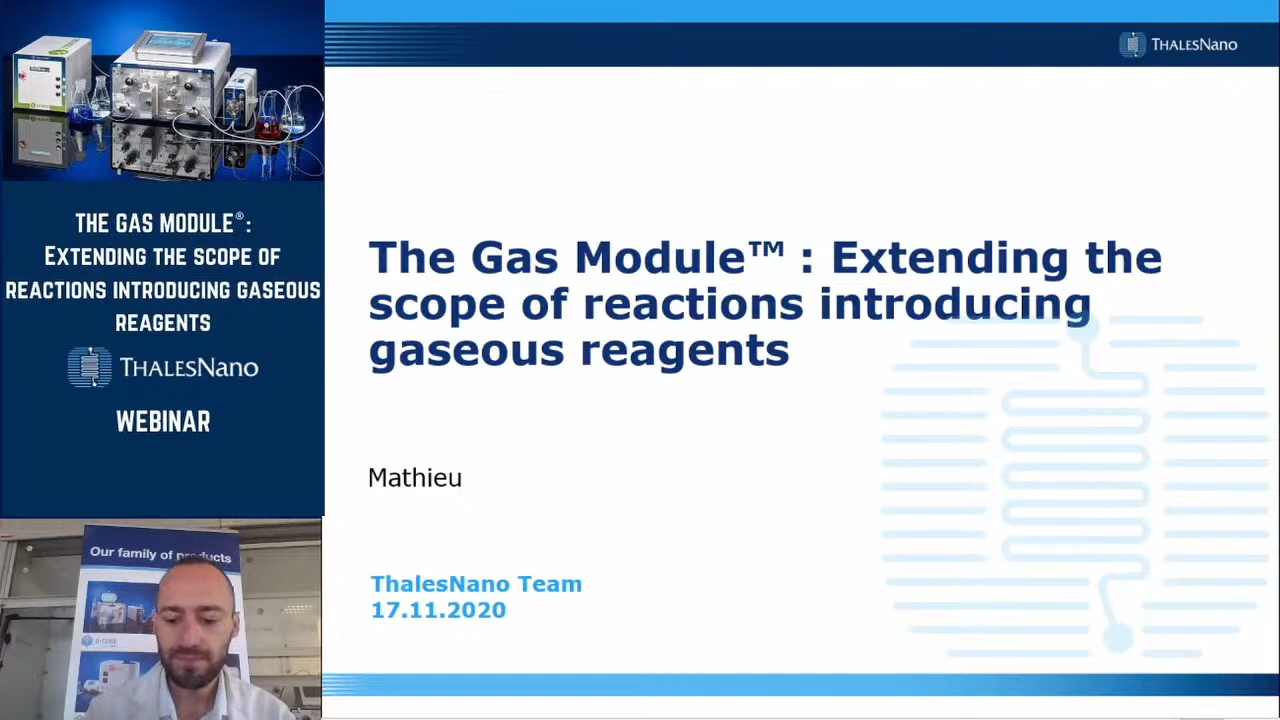 THE GAS MODULE®:
EXTENDING THE SCOPE OF
REACTIONS INTRODUCING GASEOUS
REAGENTS
THALESNANO
WEBINAR
Our family of products
THALESNANO
The Gas Module™ : Extending the
scope of reactions introducing
gaseous reagents
Mathieu
ThalesNano Team
17.11.2020